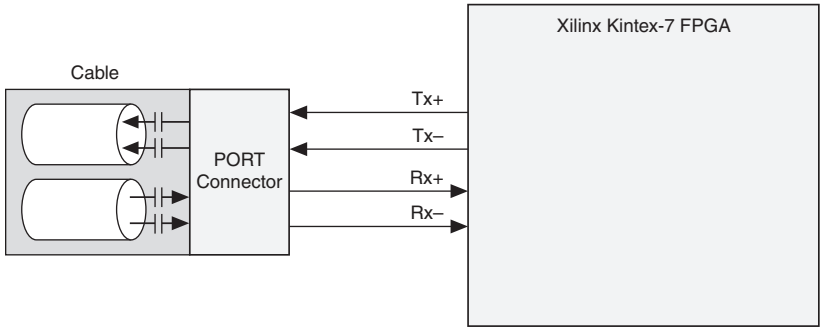 Xilinx Kintex-7 FPGA
Cable
Tx+
Tx–
PORT
Connector
Rx+
Rx–